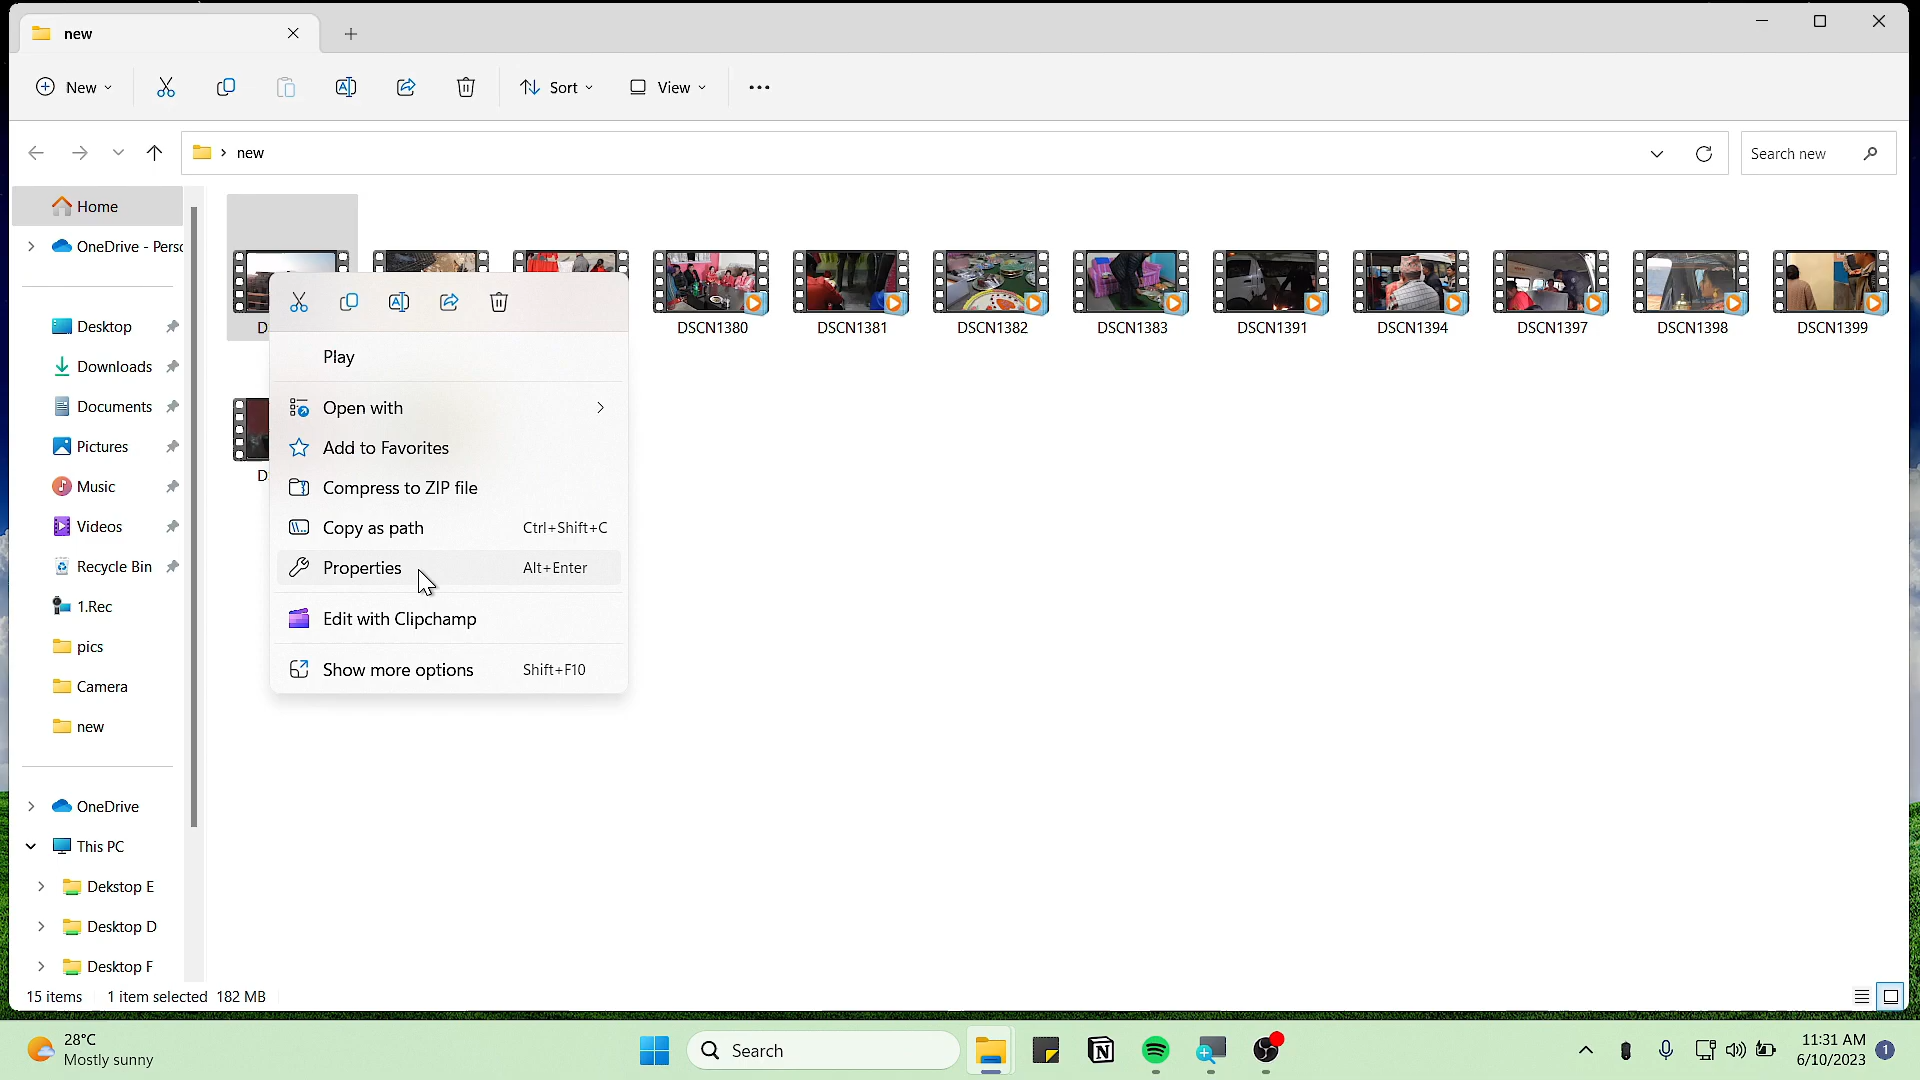 new
New
Sort
View
new
Search new
Home
OneDrive - Perso
Desktop
Downloads
Documents
Pictures
Music
Videos
Recycle Bin
1.Rec
pics
Camera
new
OneDrive
This PC
Dekstop E
Desktop D
Desktop F
D
DSCN1380
DSCN1381
DSCN1382
DSCN1383
DSCN1391
DSCN1394
DSCN1397
DSCN1398
DSCN1399
D
Play
Open with
Add to Favorites
Compress to ZIP file
Copy as path Ctrl+Shift+C
Properties Alt+Enter
Edit with Clipchamp
Show more options Shift+F10
15 items 1 item selected 182 MB
28°C
Mostly sunny
Search
11:31 AM
6/10/2023
1